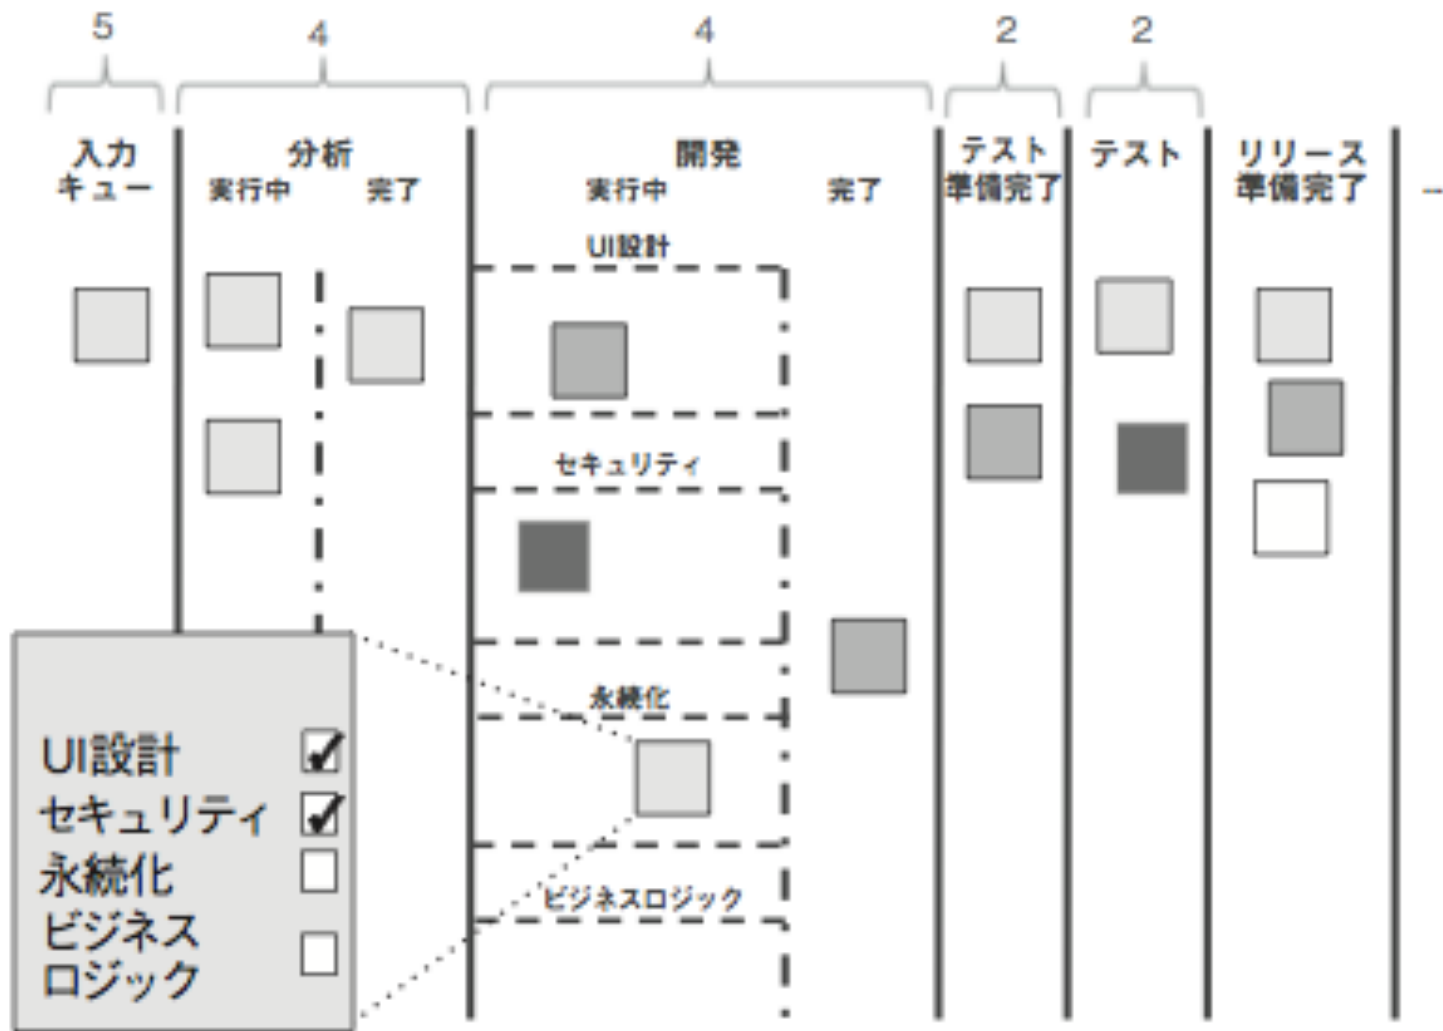 5
4
4
2
2
入力
キュー
分析
実行中
完了
開発
実行中
完了
テスト
準備完了
テスト
リリース
準備完了
UI設計
セキュリティ
永続化
ビジネスロジック
UI設計
セキュリティ
永続化
ビジネス
ロジック